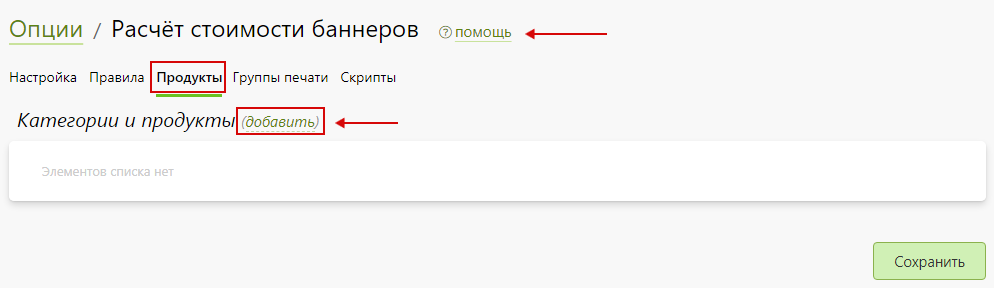 Опции / Расчёт стоимости баннеров ? помощь
Настройка Правила Продукты Группы печати Скрипты
Категории и продукты (добавить)
Элементов списка нет
Сохранить